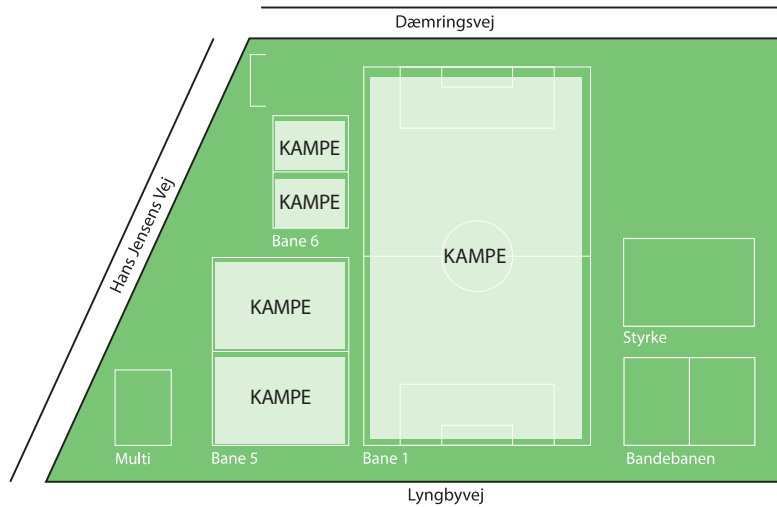 Dæmringsvej
Hans Jensens Vej
KAMPE
KAMPE
Bane 6
KAMPE
KAMPE
KAMPE
Styrke
Multi
Bane 5
Bane 1
Bandebanen
Lyngbyvej